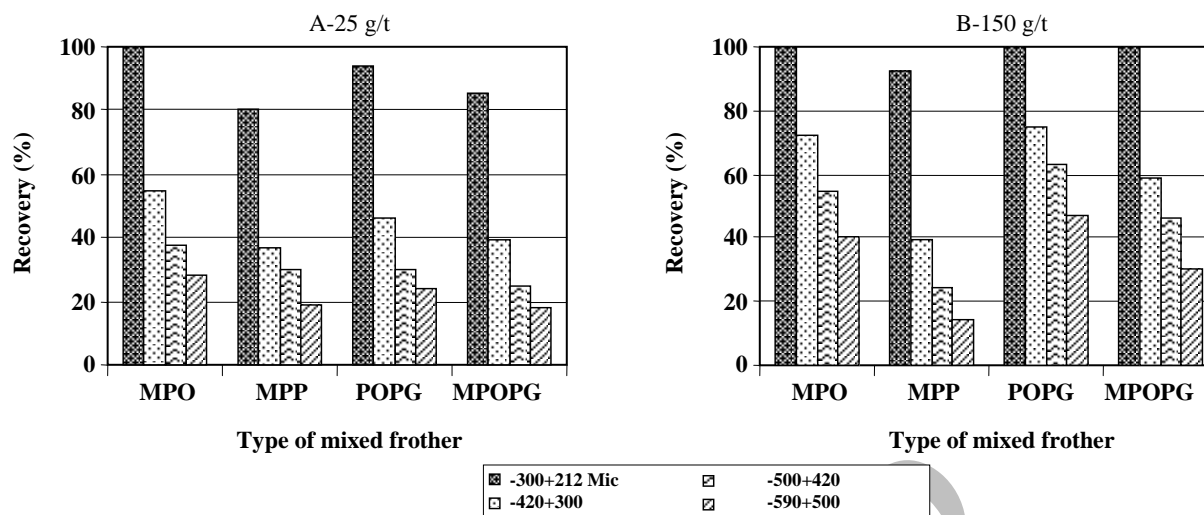 A-25 g/t
100
80
60
40
20
0
Recovery (%)
MPO MPP POPG MPOPG
Type of mixed frother
B-150 g/t
100
80
60
40
20
0
Recovery (%)
MPO MPP POPG MPOPG
Type of mixed frother
-300+212 Mic -500+420
-420+300 -590+500